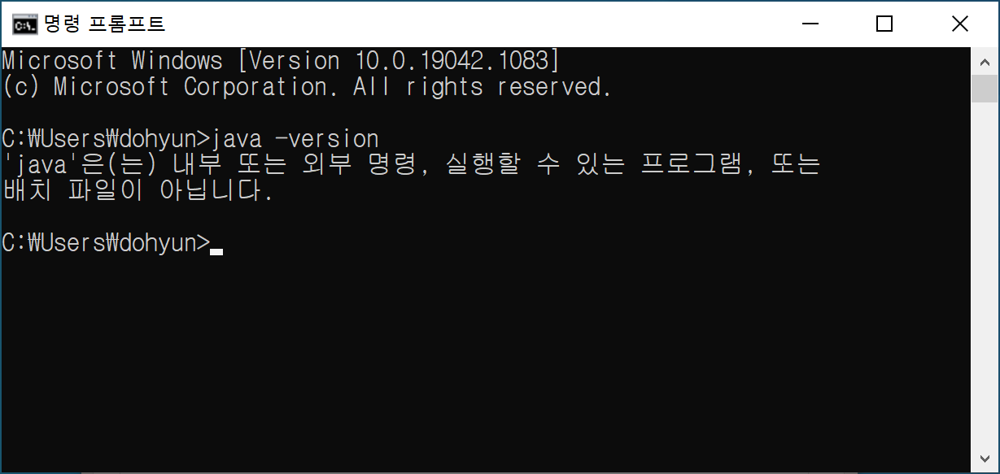 명령 프롬프트
Microsoft Windows [Version 10.0.19042.1083]
(c) Microsoft Corporation. All rights reserved.
C:₩Users₩dohyun>java -version
'java'은(는) 내부 또는 외부 명령, 실행할 수 있는 프로그램, 또는
배치 파일이 아닙니다.
C:₩Users₩dohyun>